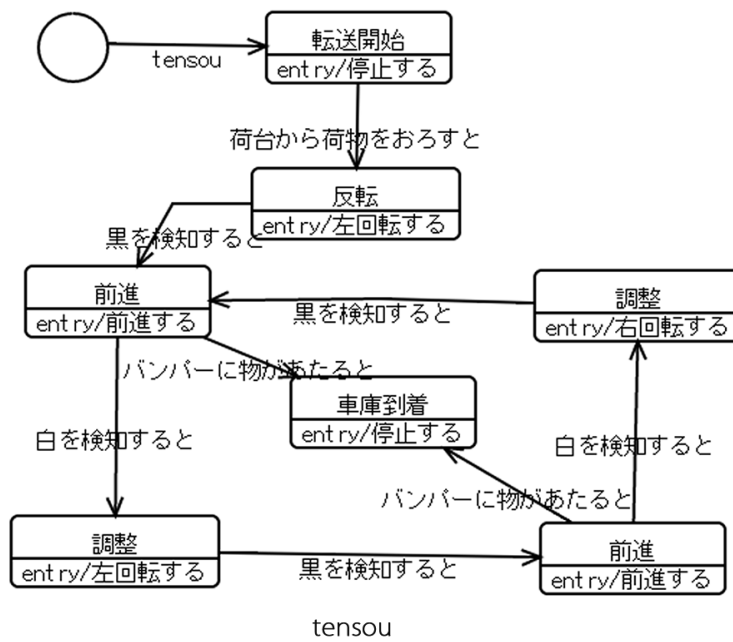 転送開始
tensou
entry/停止する
荷台から荷物をおろすと
反転
entry/左回転する
黒を検知すると
前進
entry/前進する
調整
entry/右回転する
黒を検知すると
バンパーに物があたると
車庫到着
entry/停止する
白を検知すると
白を検知すると
バンパーに物があたると
調整
entry/左回転する
黒を検知すると
前進
entry/前進する
tensou